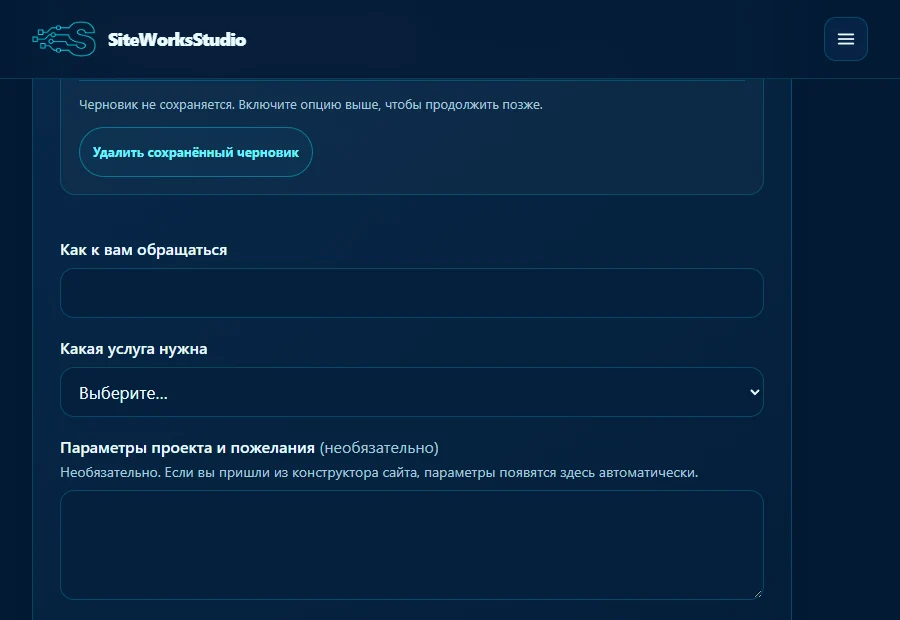 SiteWorksStudio
Черновик не сохраняется. Включите опцию выше, чтобы продолжить позже.
Удалить сохранённый черновик
Как к вам обращаться
Какая услуга нужна
Выберите...
Параметры проекта и пожелания (необязательно)
Необязательно. Если вы пришли из конструктора сайта, параметры появятся здесь автоматически.